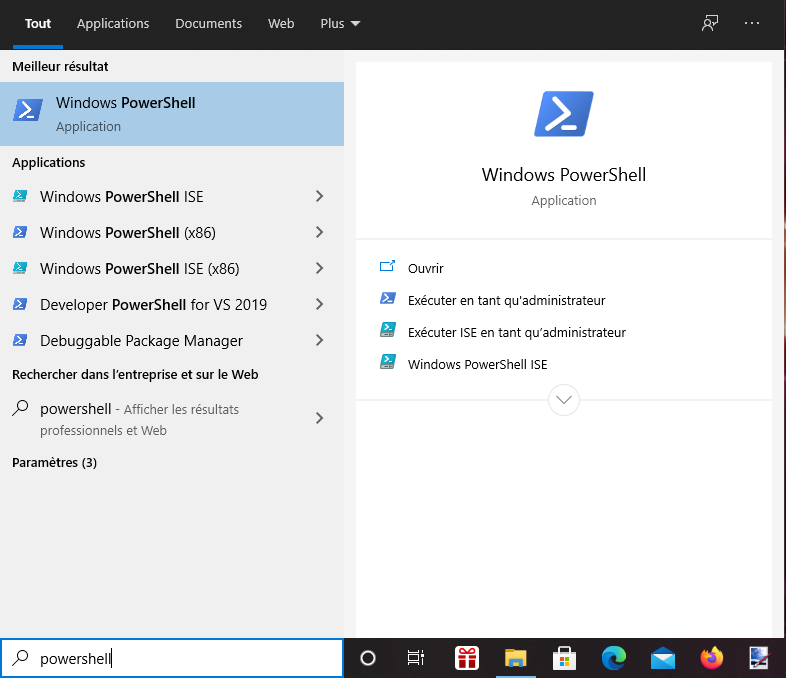 Tout Applications Documents Web Plus
Meilleur résultat
Windows PowerShell
Application
Applications
Windows PowerShell ISE
Windows PowerShell (x86)
Windows PowerShell ISE (x86)
Developer PowerShell for VS 2019
Debuggable Package Manager
Rechercher dans l’entreprise et sur le Web
powershell - Afficher les résultats
professionnels et Web
Paramètres (3)
Windows PowerShell
Application
Ouvrir
Exécuter en tant qu'administrateur
Exécuter ISE en tant qu’administrateur
Windows PowerShell ISE
powershell